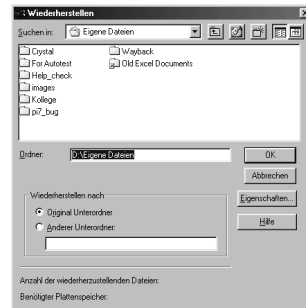 Wiederherstellen
Suchen in: Eigene Dateien
Crystal
For Autotest
Help_check
images
Kollege
pi7_bug
Wayback
Old Excel Documents
Ordner: D:\Eigene Dateien
OK
Abbrechen
Eigenschaften...
Hilfe
Wiederherstellen nach
Original Unterordner
Anderer Unterordner:
Anzahl der wiederherzustellenden Dateien:
Benötigter Plattenspeicher: